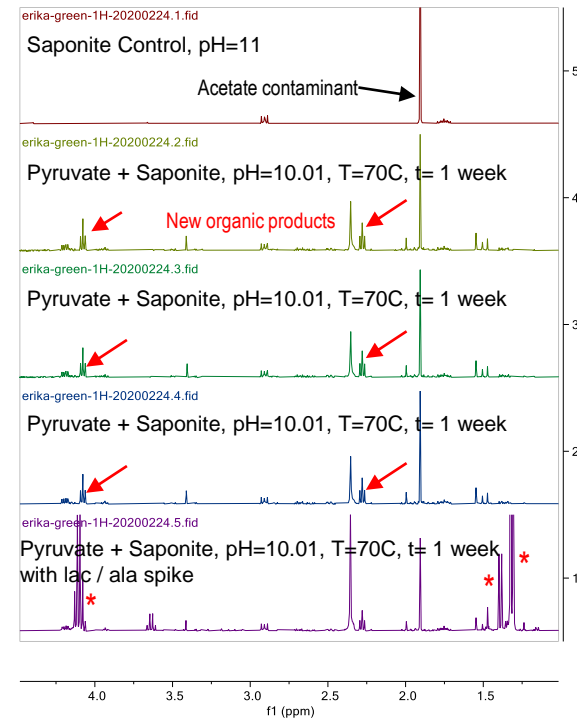 erika-green-1H-20200224.1.fid
Saponite Control, pH=11
Acetate contaminant
5
erika-green-1H-20200224.2.fid
Pyruvate + Saponite, pH=10.01, T=70C, t= 1 week
4
New organic products
erika-green-1H-20200224.3.fid
Pyruvate + Saponite, pH=10.01, T=70C, t= 1 week
3
erika-green-1H-20200224.4.fid
Pyruvate + Saponite, pH=10.01, T=70C, t= 1 week
2
erika-green-1H-20200224.5.fid
Pyruvate + Saponite, pH=10.01, T=70C, t= 1 week
with lac / ala spike
* * *
1
4.0 3.5 3.0 2.5 2.0 1.5
f1 (ppm)